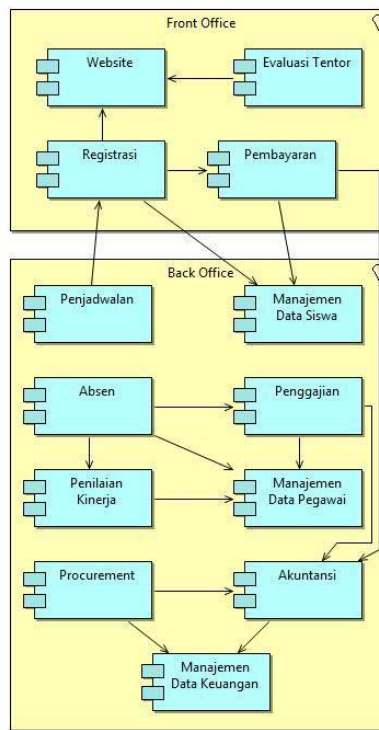 Front Office
Website
Evaluasi Tentor
Registrasi
Pembayaran
Back Office
Penjadwalan
Manajemen
Data Siswa
Absen
Penggajian
Penilaian
Kinerja
Manajemen
Data Pegawai
Procurement
Akuntansi
Manajemen
Data Keuangan